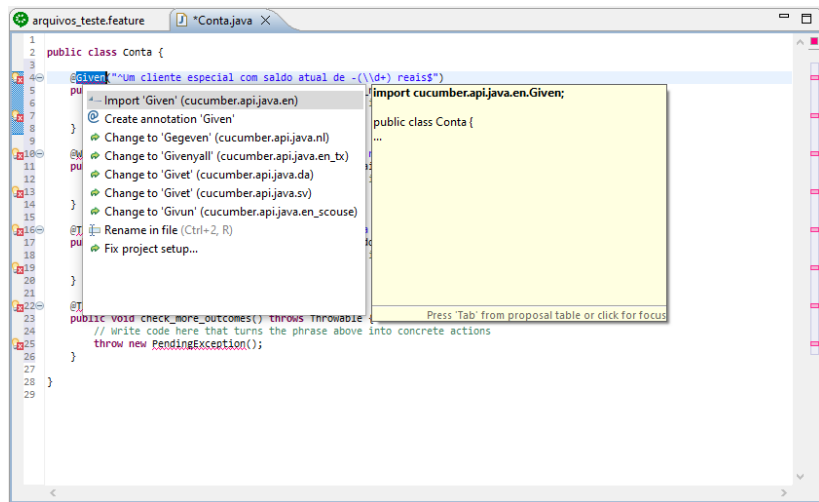 arquivos_teste.feature
*Conta.java
1
2 public class Conta {
3
4 @Given("^Um cliente especial com saldo atual de -(\\d+) reais$")
5 pu
6
7
8 }
9
10 @W
11 pu
12
13
14 }
15
16 @T
17 pu
18
19
20 }
21
22 @T
23 public void check_more_outcomes() throws Throwable {
24 // Write code here that turns the phrase above into concrete actions
25 throw new PendingException();
26 }
27
28 }
29
Import 'Given' (cucumber.api.java.en)
Create annotation 'Given'
Change to 'Gegeven' (cucumber.api.java.nl)
Change to 'Givenyall' (cucumber.api.java.en_tx)
Change to 'Givet' (cucumber.api.java.da)
Change to 'Givet' (cucumber.api.java.sv)
Change to 'Givun' (cucumber.api.java.en_scouse)
Rename in file (Ctrl+2, R)
Fix project setup...
import cucumber.api.java.en.Given;
public class Conta {
...
Press 'Tab' from proposal table or click for focus